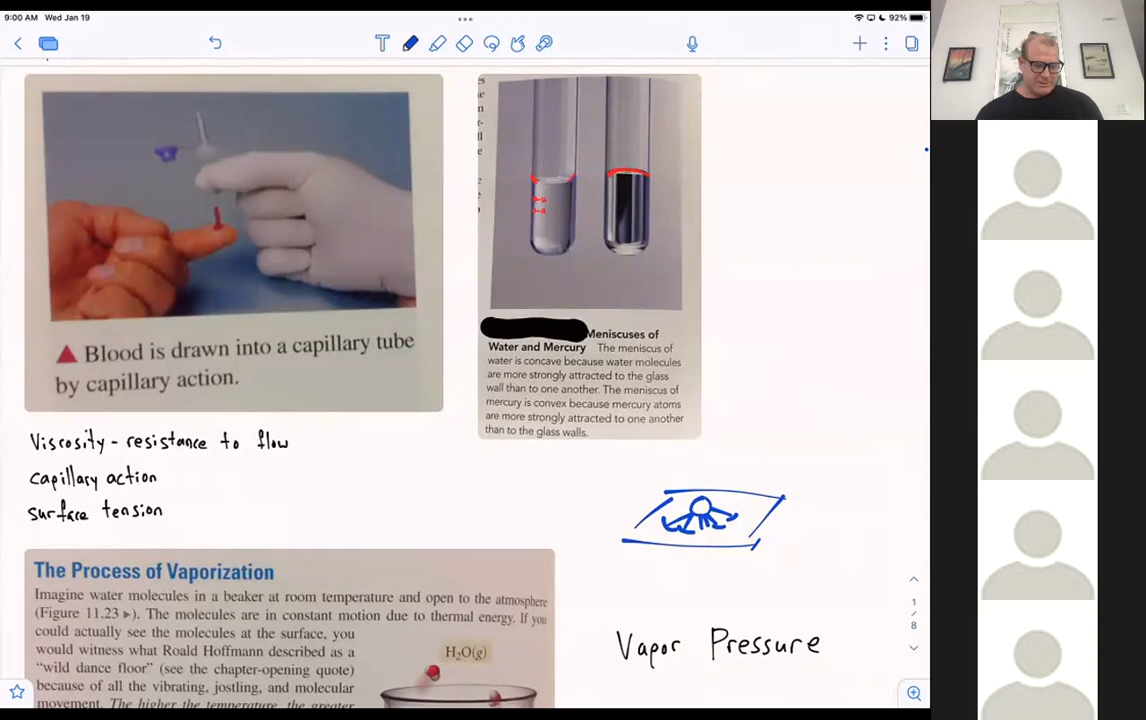 9:00 AM Wed Jan 19
92%
Blood is drawn into a capillary tube
by capillary action.
Meniscuses of
Water and Mercury The meniscus of
water is concave because water molecules
are more strongly attracted to the glass
wall than to one another. The meniscus of
mercury is convex because mercury atoms
are more strongly attracted to one another
than to the glass walls.
Viscosity - resistance to flow
capillary action
surface tension
The Process of Vaporization
Imagine water molecules in a beaker at room temperature and open to the atmosphere
(Figure 11.23 ▶). The molecules are in constant motion due to thermal energy. If you
could actually see the molecules at the surface, you
would witness what Roald Hoffmann described as a
“wild dance floor” (see the chapter-opening quote)
because of all the vibrating, jostling, and molecular
movement. The higher the temperature, the greater
H₂O(g)
Vapor Pressure
1
/
8